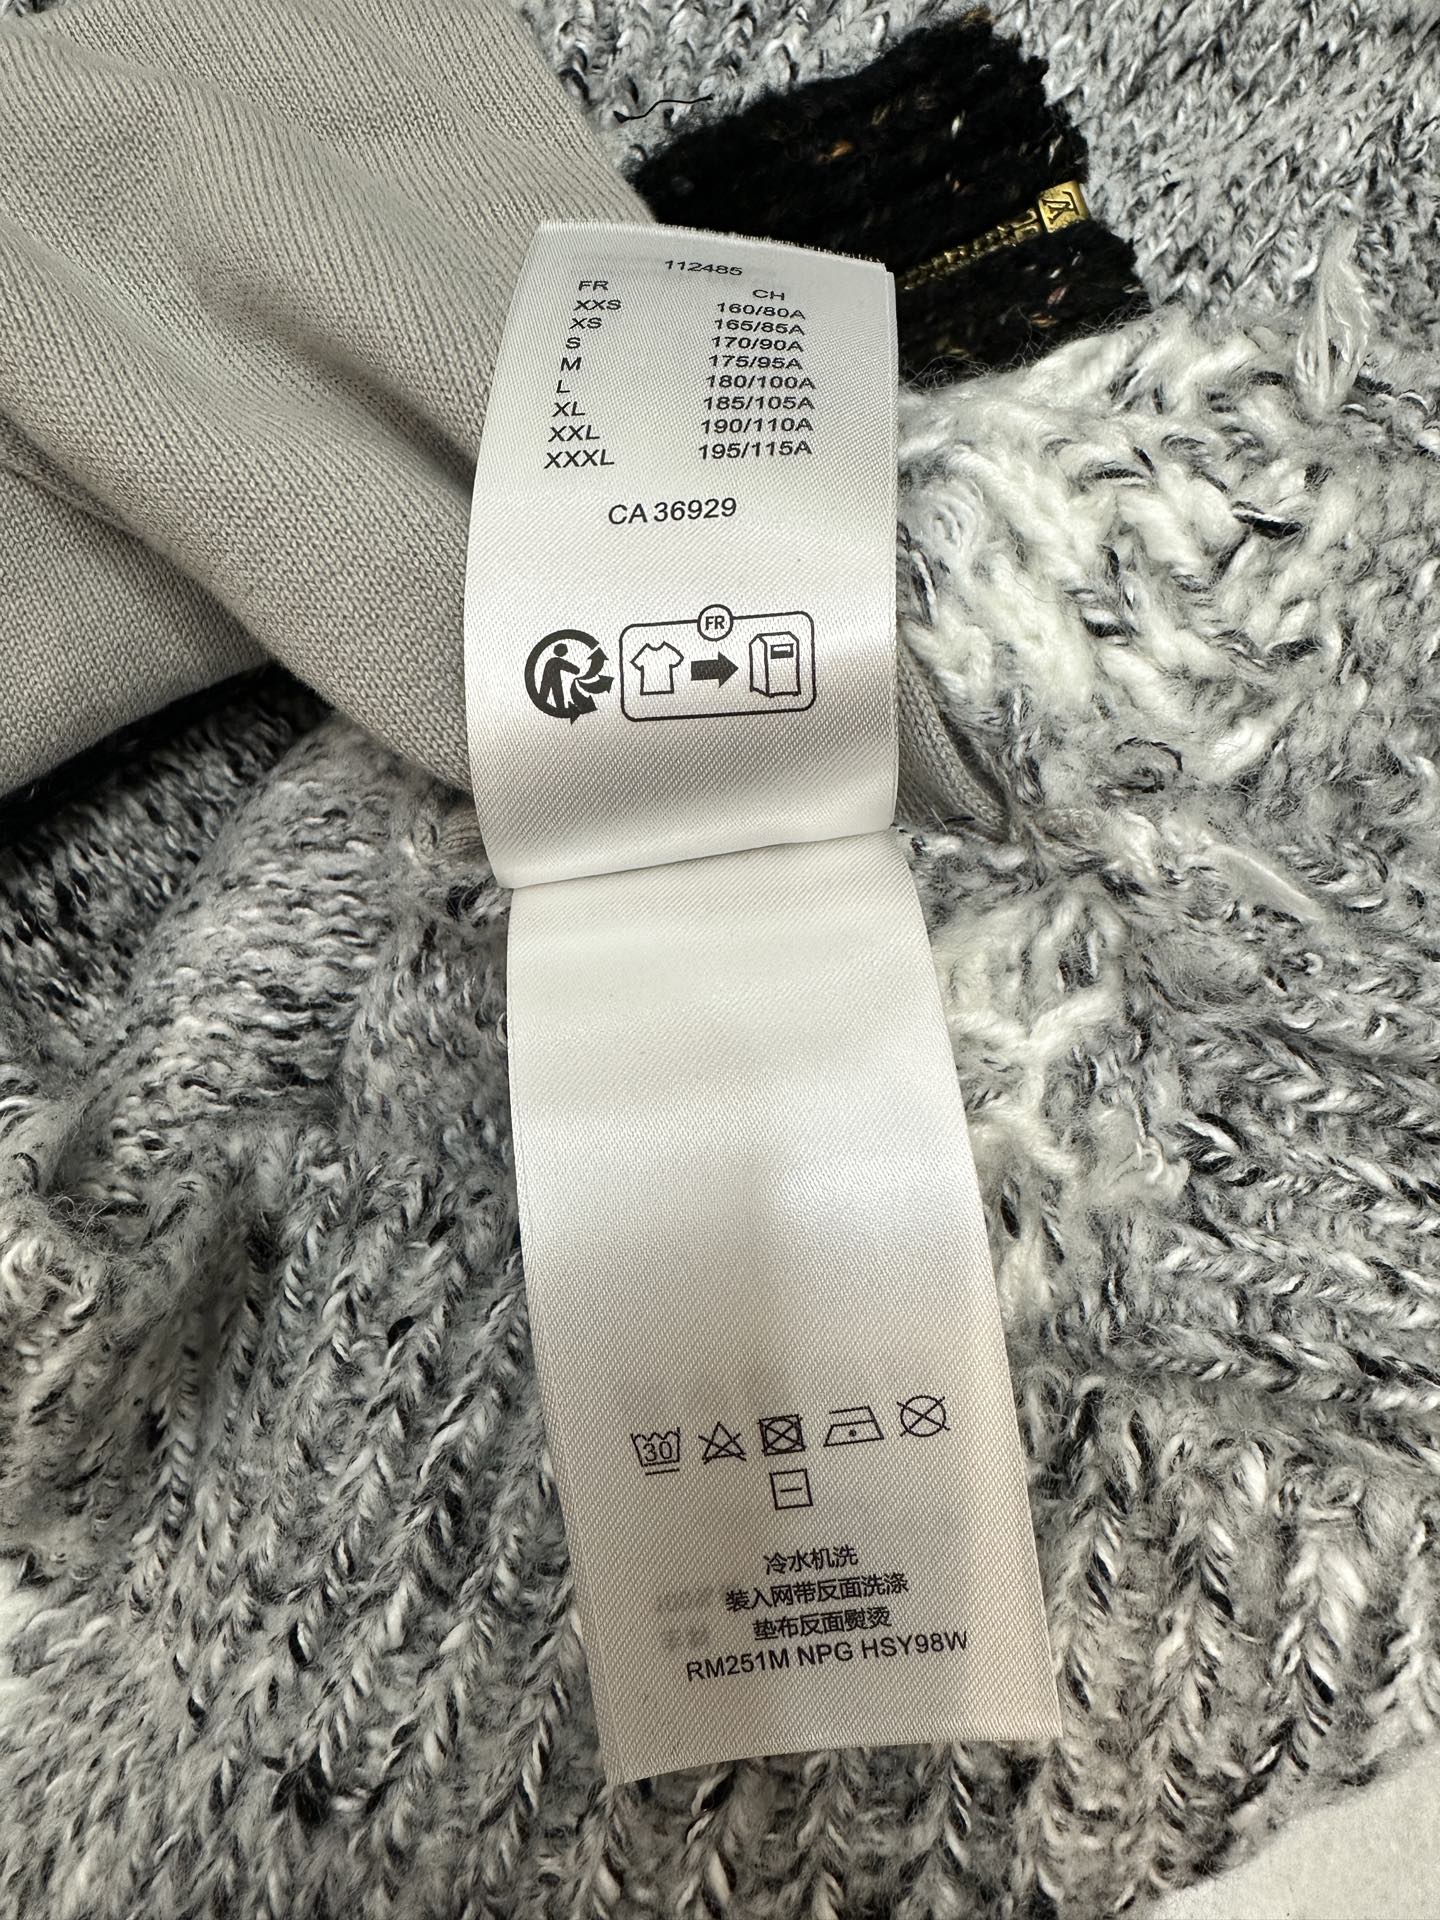 112485
FR CH
XXS 160/80A
XS 165/85A
S 170/90A
M 175/95A
L 180/100A
XL 185/105A
XXL 190/110A
XXXL 195/115A
CA 36929
FR
30
冷水机洗
装入网带反面洗涤
垫布反面熨烫
RM251M NPG HSY98W
LV